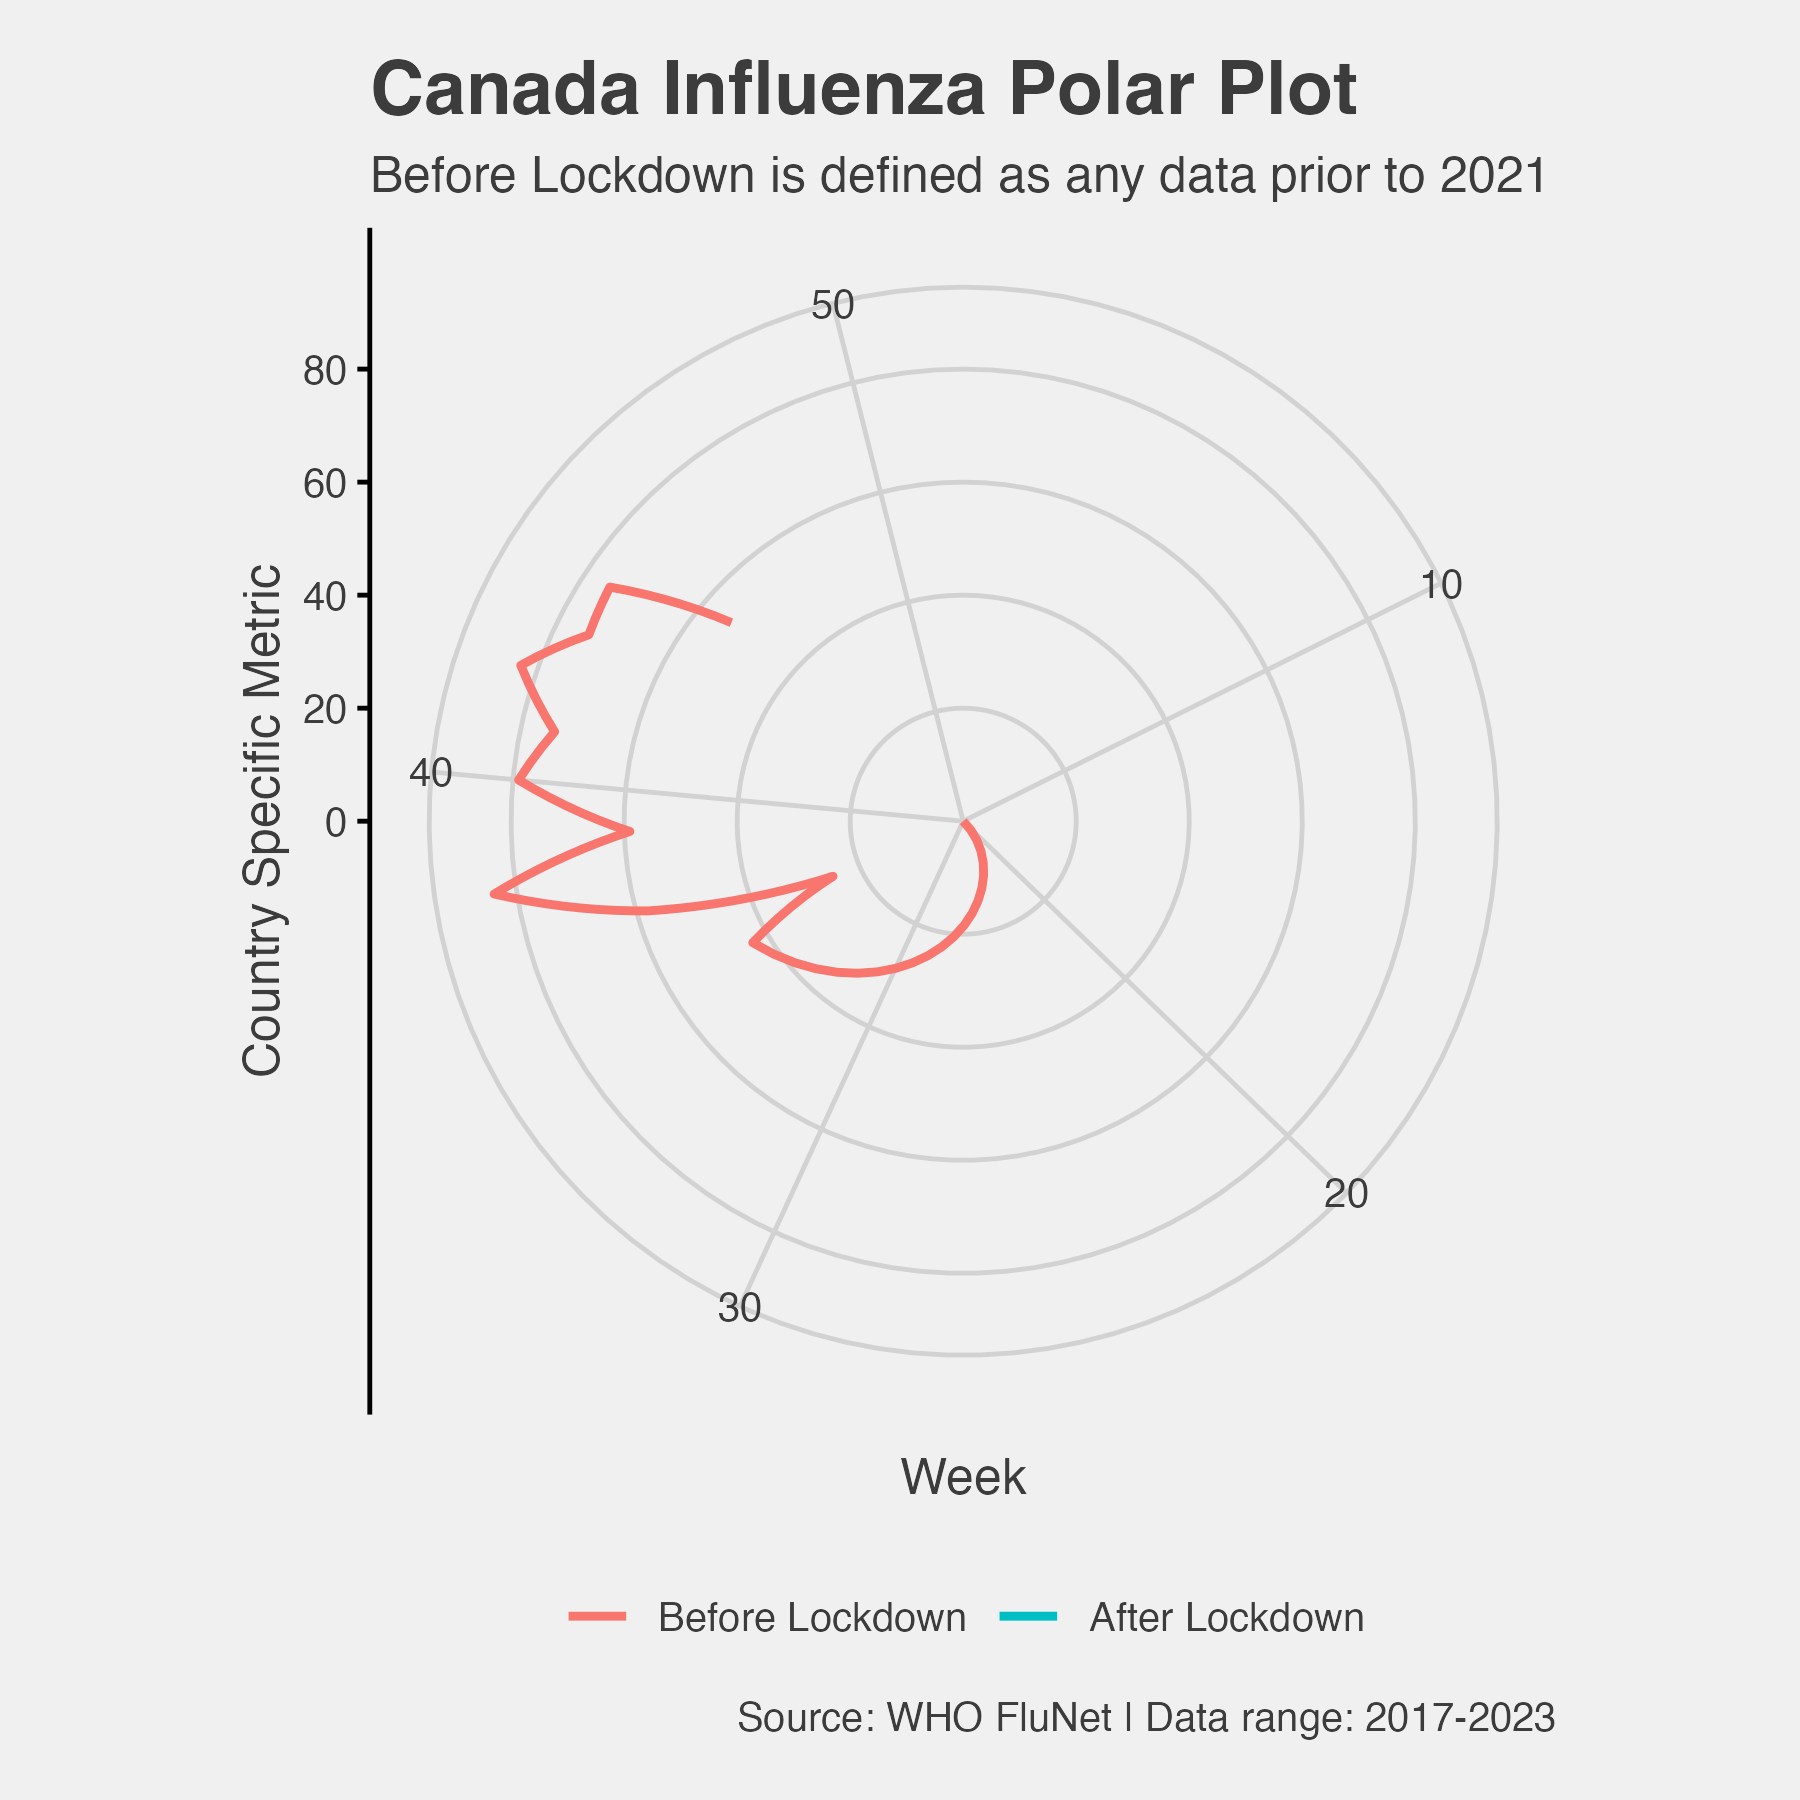 Canada Influenza Polar Plot
Before Lockdown is defined as any data prior to 2021
50
80
10
60
40
20
40
0
20
30
Country Specific Metric
Week
Before Lockdown
After Lockdown
Source: WHO FluNet | Data range: 2017-2023